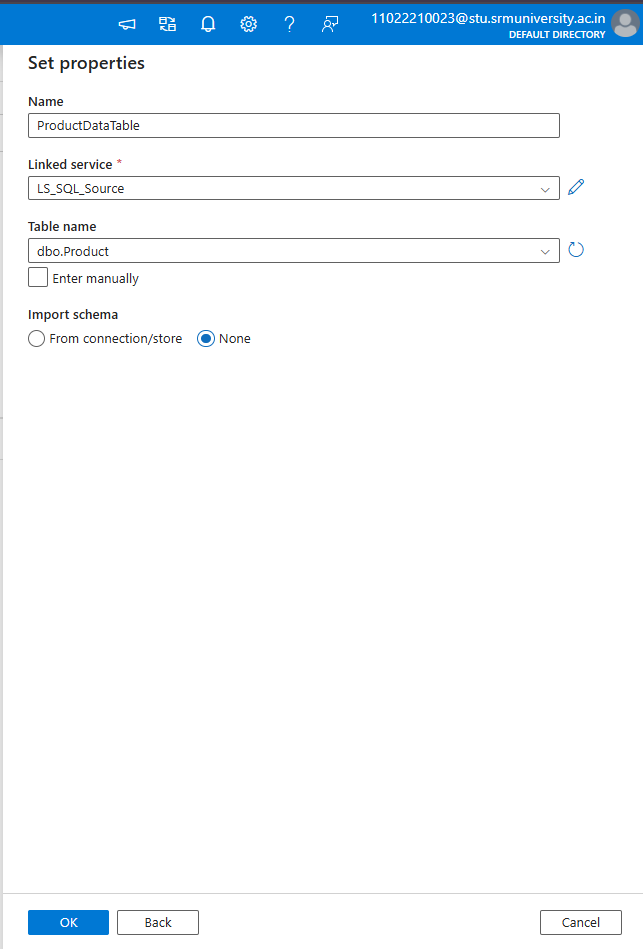 11022210023@stu.srmuniversity.ac.in
DEFAULT DIRECTORY
Set properties
Name
ProductDataTable
Linked service *
LS_SQL_Source
Table name
dbo.Product
Enter manually
Import schema
From connection/store None
OK Back Cancel